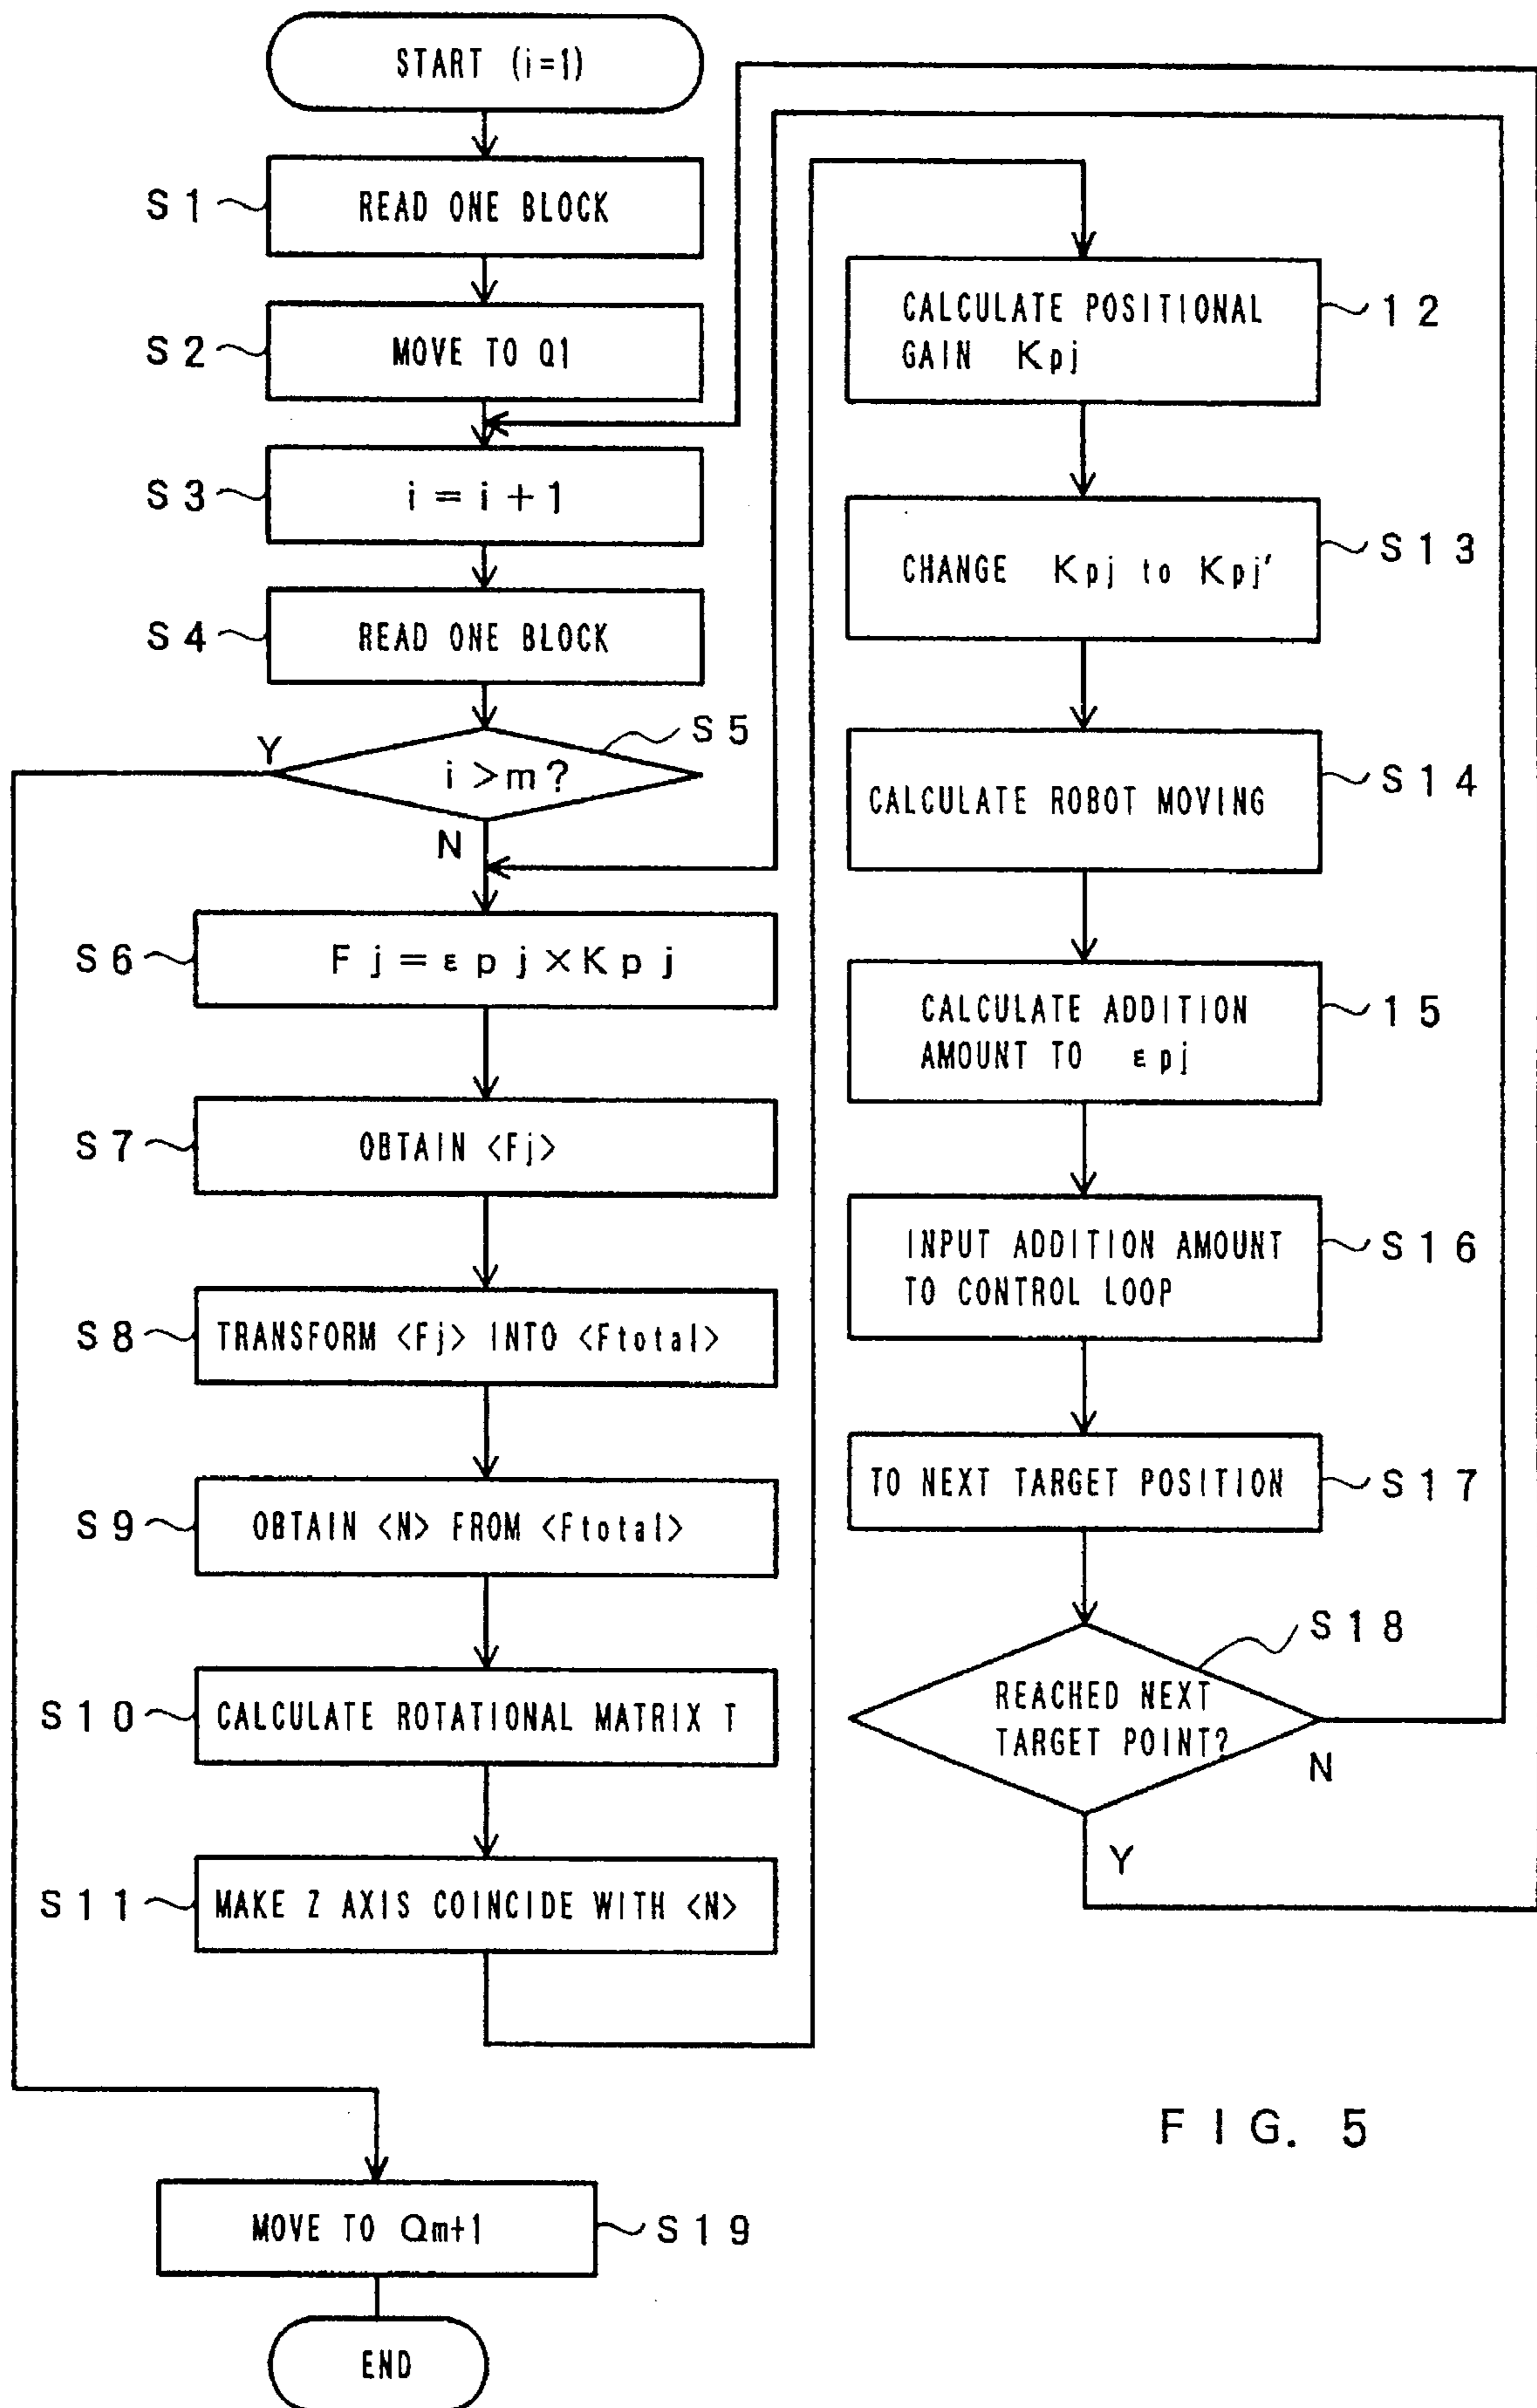 START (i=1)
S1
READ ONE BLOCK
S2
MOVE TO Q1
S3
i = i + 1
S4
READ ONE BLOCK
S5
Y
i >m?
N
S6
F j = ε p j × K p j
S7
OBTAIN <Fj>
S8
TRANSFORM <Fj> INTO <Ftotal>
S9
OBTAIN <N> FROM <Ftotal>
S10
CALCULATE ROTATIONAL MATRIX T
S11
MAKE Z AXIS COINCIDE WITH <N>
CALCULATE POSITIONAL
GAIN Kpj
12
CHANGE Kpj to Kpj'
S13
CALCULATE ROBOT MOVING
S14
CALCULATE ADDITION
AMOUNT TO εpj
15
INPUT ADDITION AMOUNT
TO CONTROL LOOP
S16
TO NEXT TARGET POSITION
S17
S18
REACHED NEXT
TARGET POINT?
N
Y
MOVE TO Qm+1
S19
END
FIG. 5